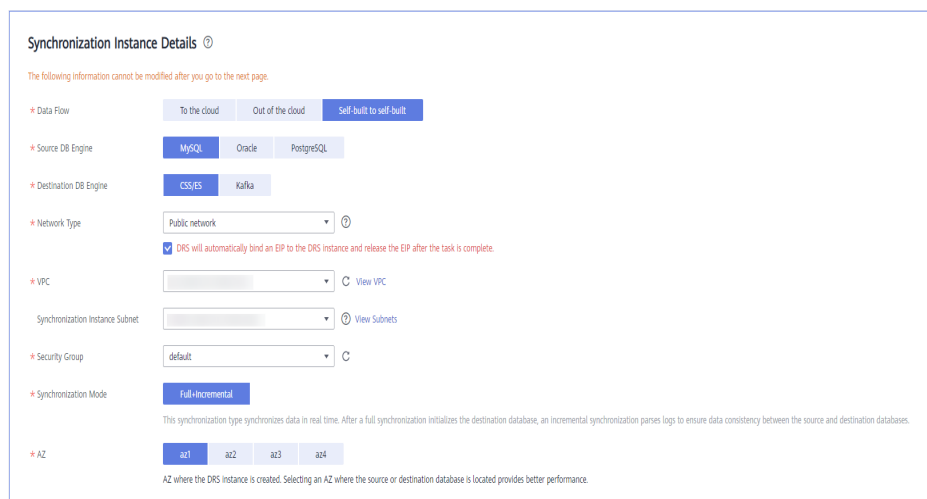 Synchronization Instance Details ?
The following information cannot be modified after you go to the next page.
* Data Flow To the cloud Out of the cloud Self-built to self-built
* Source DB Engine MySQL Oracle PostgreSQL
* Destination DB Engine CSS/ES Kafka
* Network Type Public network ?
DRS will automatically bind an EIP to the DRS instance and release the EIP after the task is complete.
* VPC View VPC
Synchronization Instance Subnet ? View Subnets
* Security Group default
* Synchronization Mode Full+Incremental
This synchronization type synchronizes data in real time. After a full synchronization initializes the destination database, an incremental synchronization parses logs to ensure data consistency between the source and destination databases.
* AZ az1 az2 az3 az4
AZ where the DRS instance is created. Selecting an AZ where the source or destination database is located provides better performance.